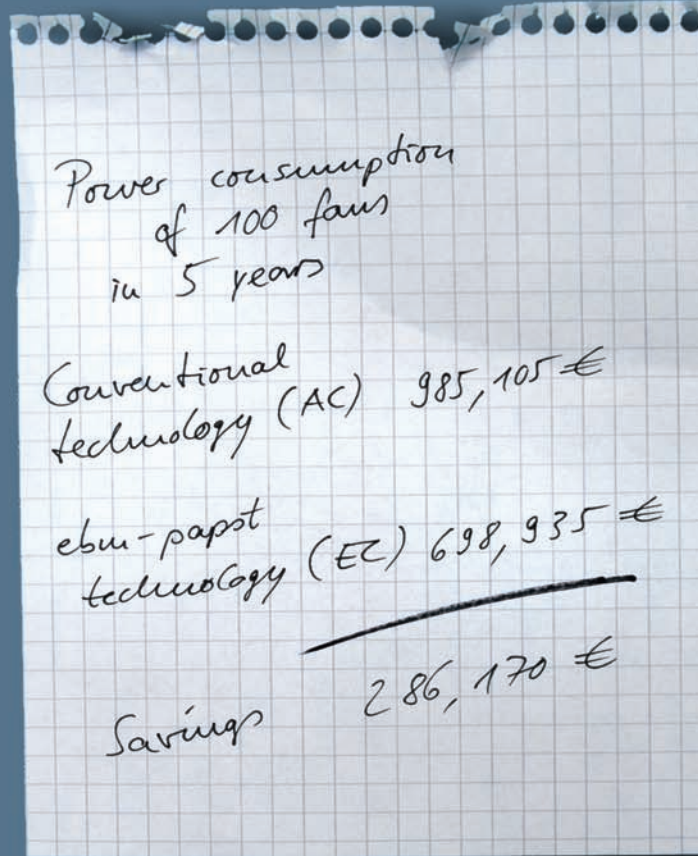 Power consumption
of 100 fans
in 5 years
Conventional
technology (AC) 985,105 €
ebm-papst
technology (EC) 698,935 €
Savings 286,170 €